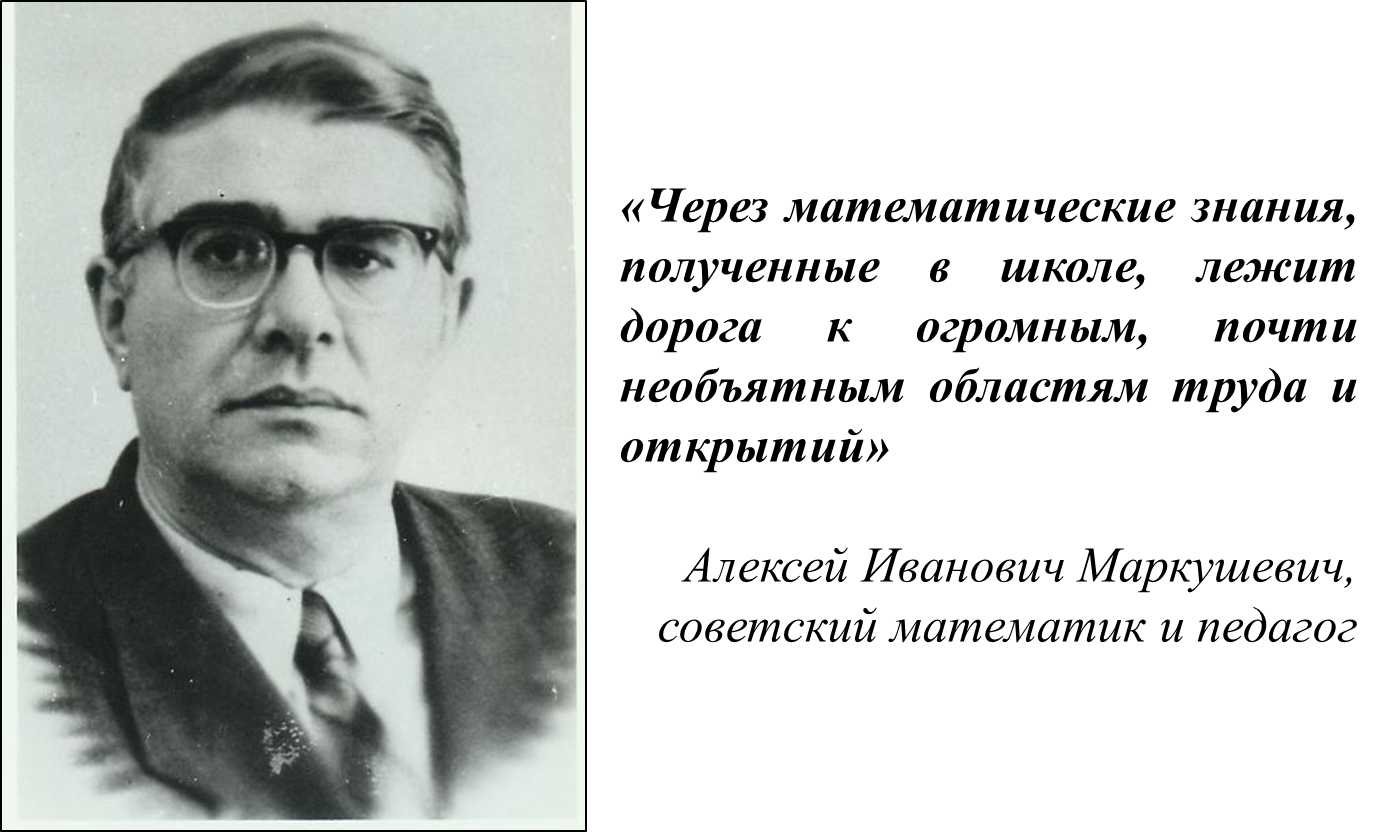 «Через математические знания,
полученные в школе, лежит
дорога к огромным, почти
необъятным областям труда и
открытий»
Алексей Иванович Маркушевич,
советский математик и педагог